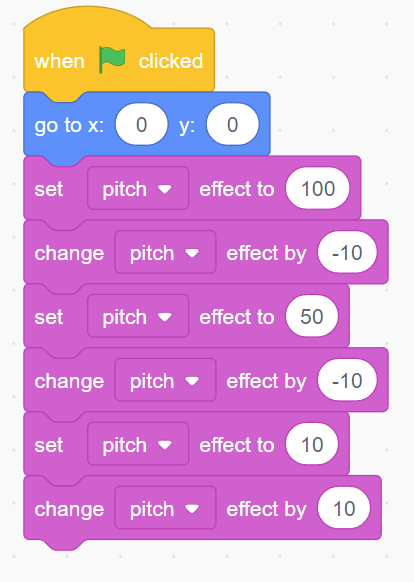 when clicked
go to x: 0 y: 0
set pitch effect to 100
change pitch effect by -10
set pitch effect to 50
change pitch effect by -10
set pitch effect to 10
change pitch effect by 10